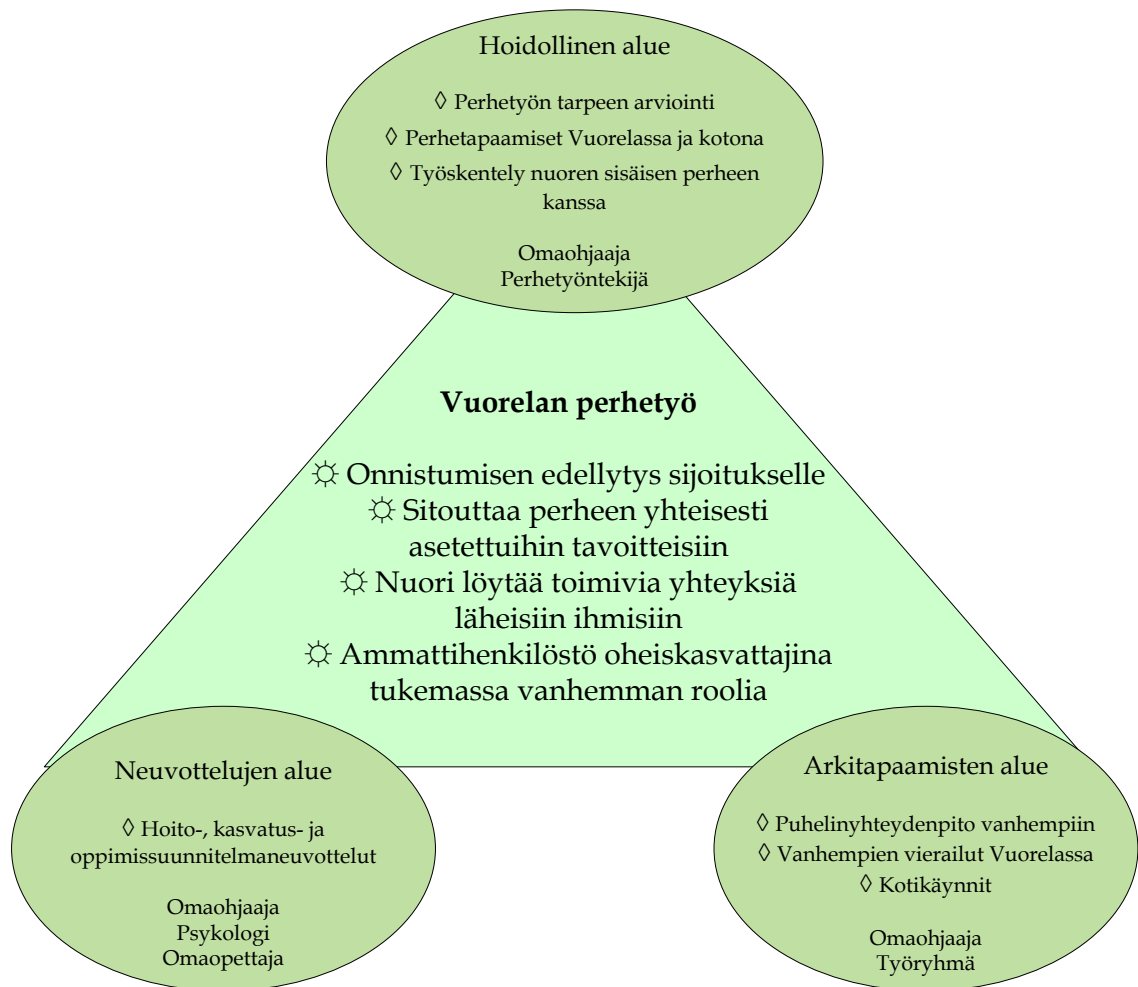 Hoidollinen alue
◊ Perhetyön tarpeen arviointi
◊ Perhetapaamiset Vuorelassa ja kotona
◊ Työskentely nuoren sisäisen perheen
kanssa
Omaohjaaja
Perhetyöntekijä
Vuorelan perhetyö
☼ Onnistumisen edellytys sijoitukselle
☼ Sitouttaa perheen yhteisesti
asetettuihin tavoitteisiin
☼ Nuori löytää toimivia yhteyksiä
läheisiin ihmisiin
☼ Ammattihenkilöstö oheiskasvattajina
tukemassa vanhemman roolia
Neuvottelujen alue
◊ Hoito-, kasvatus- ja
oppimissuunnitelmaneuvottelut
Omaohjaaja
Psykologi
Omaopettaja
Arkitapaamisten alue
◊ Puhelinyhteydenpito vanhempiin
◊ Vanhempien vierailut Vuorelassa
◊ Kotikäynnit
Omaohjaaja
Työryhmä